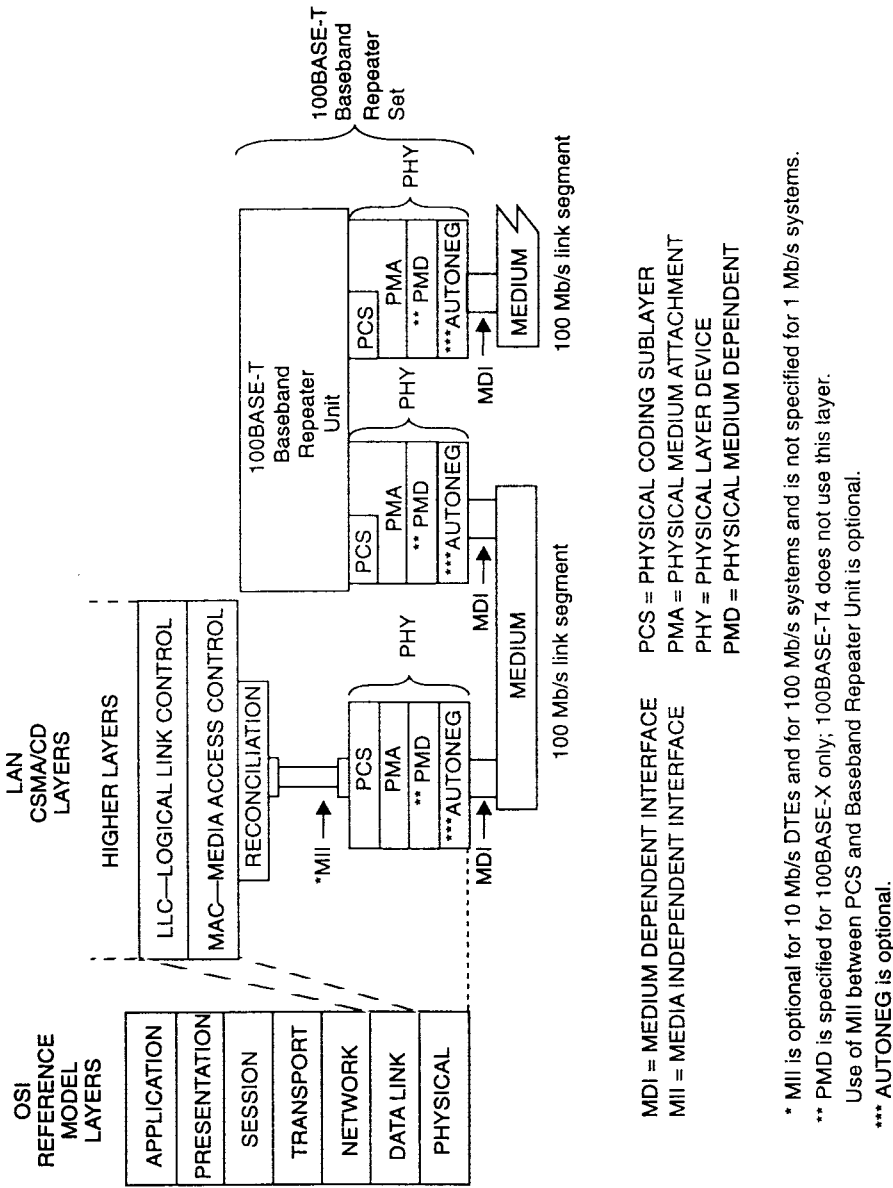 OSI
REFERENCE
MODEL
LAYERS
APPLICATION
PRESENTATION
SESSION
TRANSPORT
NETWORK
DATA LINK
PHYSICAL
LAN
CSMA/CD
LAYERS
HIGHER LAYERS
LLC—LOGICAL LINK CONTROL
MAC—MEDIA ACCESS CONTROL
RECONCILIATION
*MII
PCS
PMA
** PMD
***AUTONEG
PHY
MDI
MEDIUM
100 Mb/s link segment
100BASE-T
Baseband
Repeater
Unit
PCS
PMA
** PMD
***AUTONEG
PHY
MDI
PCS
PMA
** PMD
***AUTONEG
PHY
MDI
MEDIUM
100 Mb/s link segment
100BASE-T
Baseband
Repeater
Set
MDI = MEDIUM DEPENDENT INTERFACE
MII = MEDIA INDEPENDENT INTERFACE
PCS = PHYSICAL CODING SUBLAYER
PMA = PHYSICAL MEDIUM ATTACHMENT
PHY = PHYSICAL LAYER DEVICE
PMD = PHYSICAL MEDIUM DEPENDENT
* MII is optional for 10 Mb/s DTEs and for 100 Mb/s systems and is not specified for 1 Mb/s systems.
** PMD is specified for 100BASE-X only; 100BASE-T4 does not use this layer.
Use of MII between PCS and Baseband Repeater Unit is optional.
*** AUTONEG is optional.